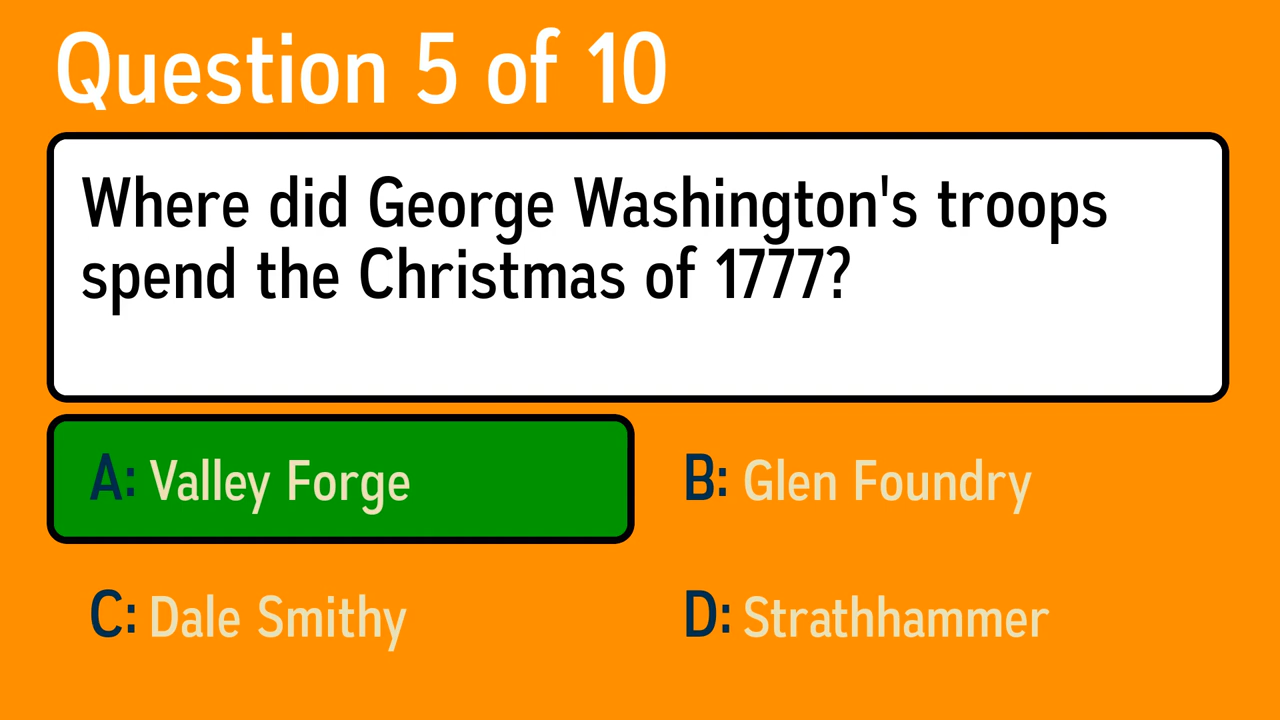 Question 5 of 10
Where did George Washington's troops
spend the Christmas of 1777?
A: Valley Forge
B: Glen Foundry
C: Dale Smithy
D: Strathhammer